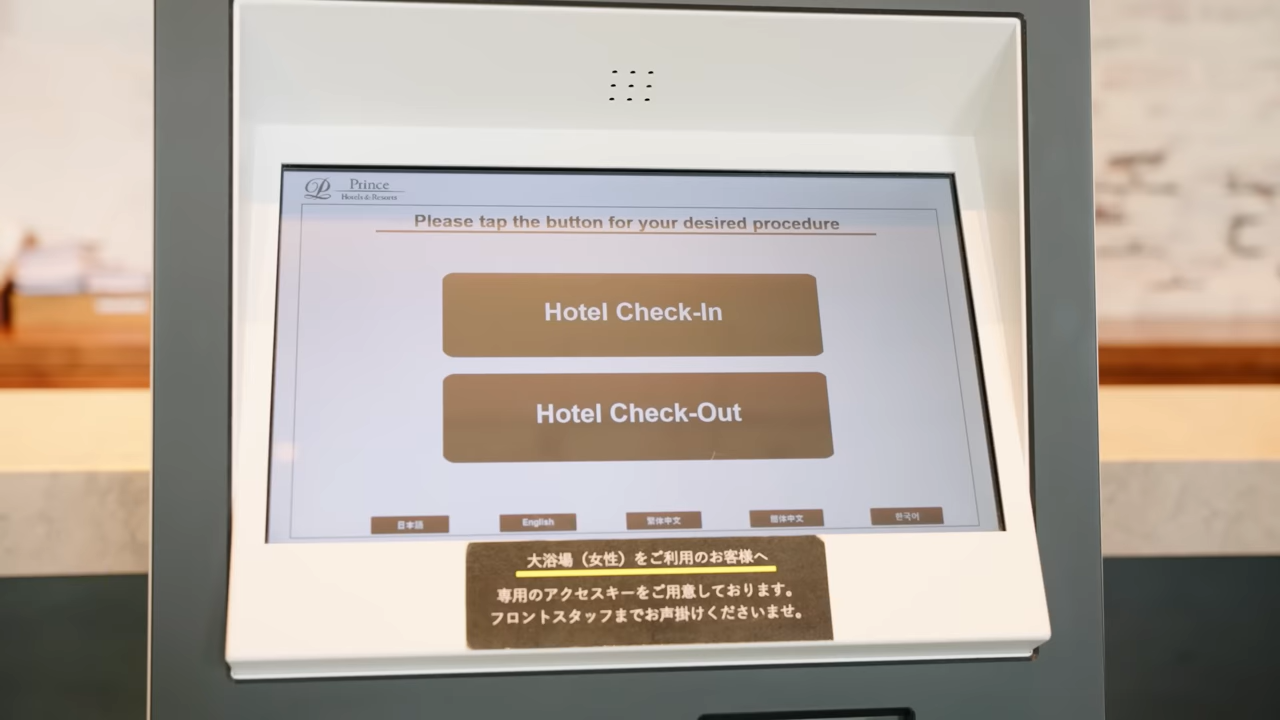 Prince
Hotels & Resorts
Please tap the button for your desired procedure
Hotel Check-In
Hotel Check-Out
日本語
English
繁体中文
簡体中文
한국어
大浴場（女性）をご利用のお客様へ
専用のアクセスキーをご用意しております。
フロントスタッフまでお声掛けくださいませ。